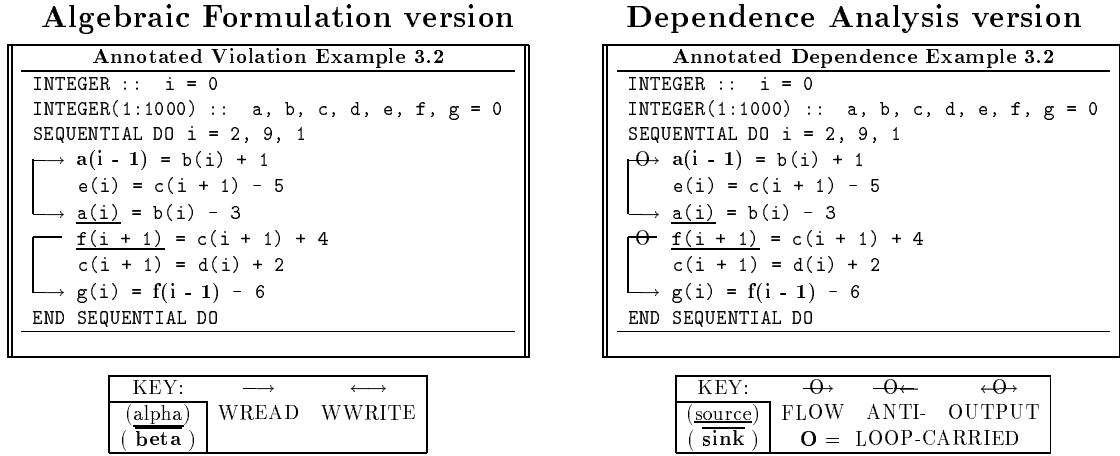 Algebraic Formulation version
Annotated Violation Example 3.2
INTEGER :: i = 0
INTEGER(1:1000) :: a, b, c, d, e, f, g = 0
SEQUENTIAL DO i = 2, 9, 1
a(i - 1) = b(i) + 1
e(i) = c(i + 1) - 5
a(i) = b(i) - 3
f(i + 1) = c(i + 1) + 4
c(i + 1) = d(i) + 2
g(i) = f(i - 1) - 6
END SEQUENTIAL DO
KEY: ⟶ ⟷
(alpha) WREAD WWRITE
( beta )
Dependence Analysis version
Annotated Dependence Example 3.2
INTEGER :: i = 0
INTEGER(1:1000) :: a, b, c, d, e, f, g = 0
SEQUENTIAL DO i = 2, 9, 1
O a(i - 1) = b(i) + 1
e(i) = c(i + 1) - 5
a(i) = b(i) - 3
O f(i + 1) = c(i + 1) + 4
c(i + 1) = d(i) + 2
g(i) = f(i - 1) - 6
END SEQUENTIAL DO
KEY: O→ O← ←O→
(source) FLOW ANTI- OUTPUT
( sink ) O = LOOP-CARRIED